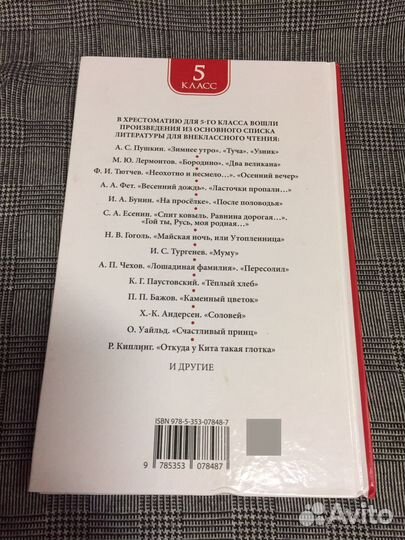 5
КЛАСС
В ХРЕСТОМАТИЮ ДЛЯ 5-ГО КЛАССА ВОШЛИ
ПРОИЗВЕДЕНИЯ ИЗ ОСНОВНОГО СПИСКА
ЛИТЕРАТУРЫ ДЛЯ ВНЕКЛАССНОГО ЧТЕНИЯ:
А. С. Пушкин. «Зимнее утро». «Туча». «Узник»
М. Ю. Лермонтов. «Бородино». «Два великана»
Ф. И. Тютчев. «Неохотно и несмело…». «Осенний вечер»
А. А. Фет. «Весенний дождь». «Ласточки пропали…»
И. А. Бунин. «На просёлке». «После половодья»
С. А. Есенин. «Спит ковыль. Равнина дорогая…».
«Гой ты, Русь, моя родная…»
Н. В. Гоголь. «Майская ночь, или Утопленница»
И. С. Тургенев. «Муму»
А. П. Чехов. «Лошадиная фамилия». «Пересолил»
К. Г. Паустовский. «Тёплый хлеб»
П. П. Бажов. «Каменный цветок»
Х.-К. Андерсен. «Соловей»
О. Уайльд. «Счастливый принц»
Р. Киплинг. «Откуда у Кита такая глотка»
И ДРУГИЕ
ISBN 978-5-353-07848-7
9 785353 078487
Avito